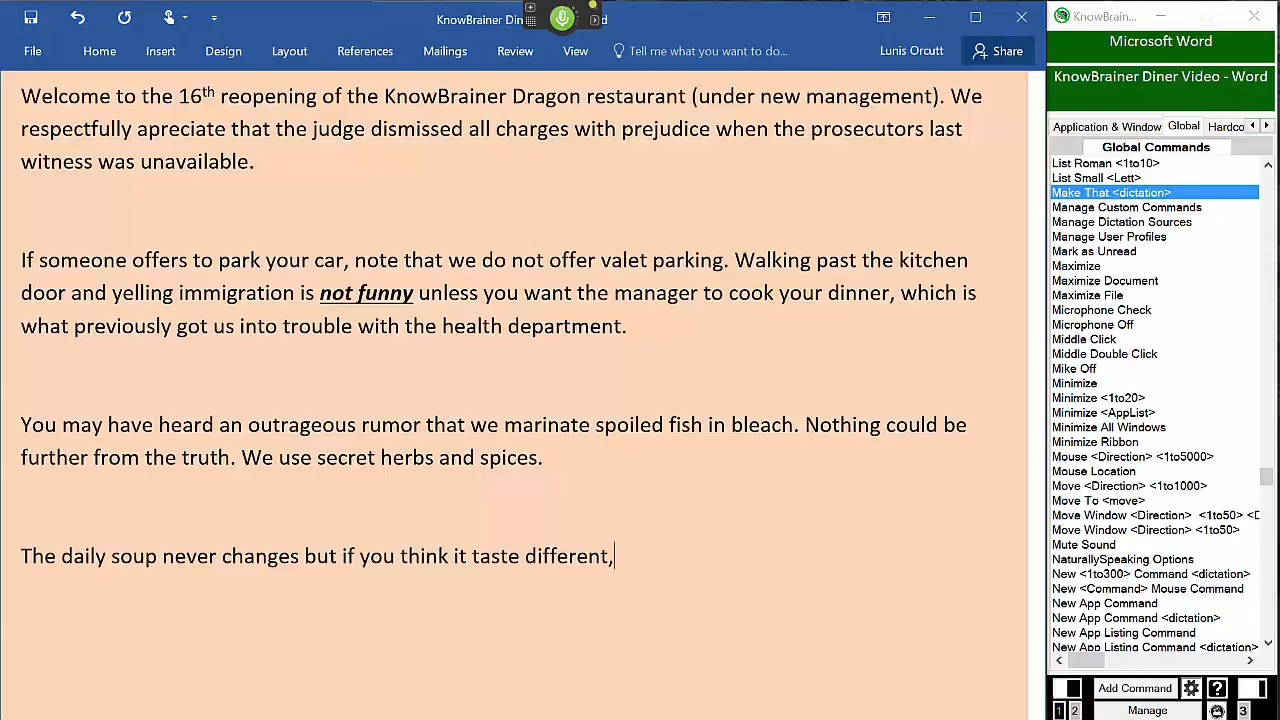 KnowBrainer Din
d
KnowBrain...
File Home Insert Design Layout References Mailings Review View Tell me what you want to do... Lunis Orcutt Share
Microsoft Word
KnowBrainer Diner Video - Word
Application & Window Global Hardco
Global Commands
Welcome to the 16th reopening of the KnowBrainer Dragon restaurant (under new management). We
respectfully apreciate that the judge dismissed all charges with prejudice when the prosecutors last
witness was unavailable.
If someone offers to park your car, note that we do not offer valet parking. Walking past the kitchen
door and yelling immigration is not funny unless you want the manager to cook your dinner, which is
what previously got us into trouble with the health department.
You may have heard an outrageous rumor that we marinate spoiled fish in bleach. Nothing could be
further from the truth. We use secret herbs and spices.
The daily soup never changes but if you think it taste different,
List Roman <1to10>
List Small <Lett>
Make That <dictation>
Manage Custom Commands
Manage Dictation Sources
Manage User Profiles
Mark as Unread
Maximize
Maximize Document
Maximize File
Microphone Check
Microphone Off
Middle Click
Middle Double Click
Mike Off
Minimize
Minimize <1to20>
Minimize <AppList>
Minimize All Windows
Minimize Ribbon
Mouse <Direction> <1to5000>
Mouse Location
Move <Direction> <1to1000>
Move To <move>
Move Window <Direction> <1to50> <D
Move Window <Direction> <1to50>
Mute Sound
NaturallySpeaking Options
New <1to300> Command <dictation>
New <Command> Mouse Command
New App Command
New App Command <dictation>
New App Listing Command
New App Listing Command <dictation>
Add Command
1 2 Manage 3